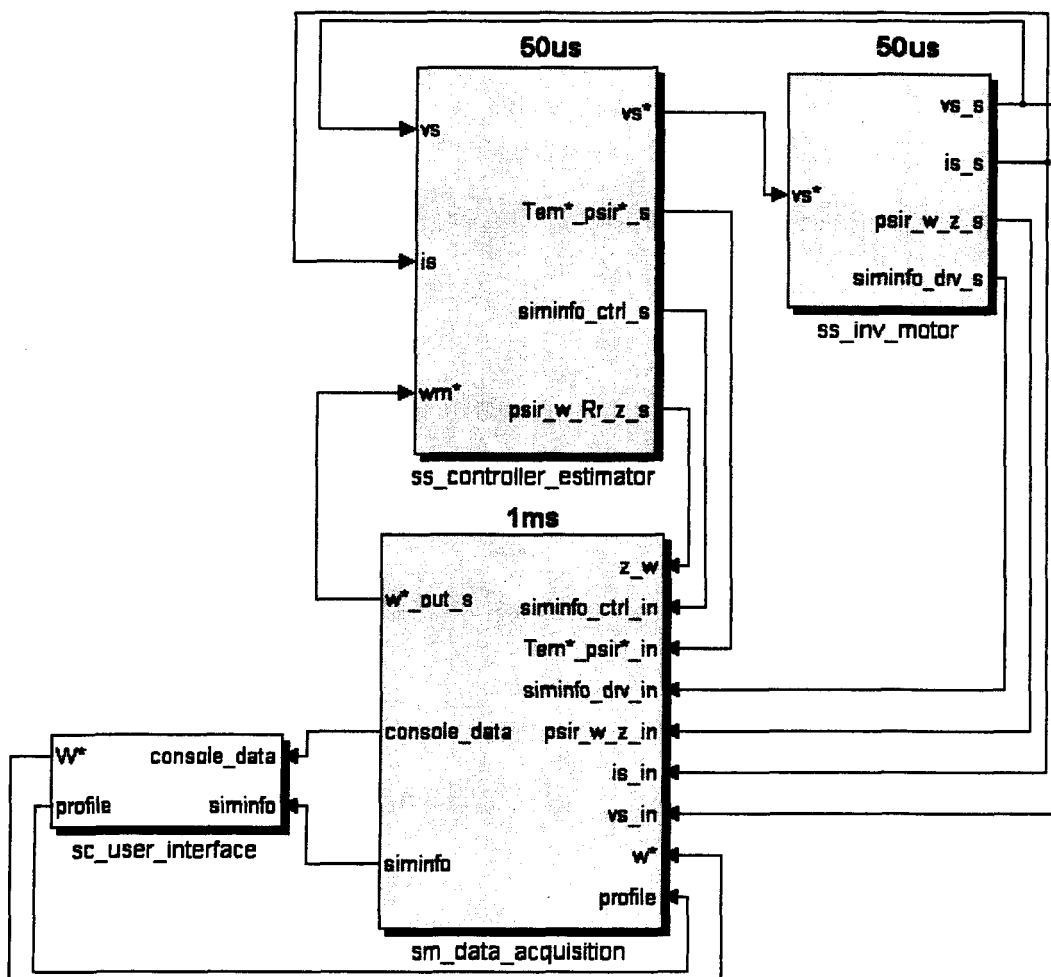 50us
50us
vs
is
wm*
vs*
Tem*_psir*_s
siminfo_ctrl_s
psir_w_Rr_z_s
ss_controller_estimator
vs*
vs_s
is_s
psir_w_z_s
siminfo_drv_s
ss_inv_motor
1ms
w*_out_s
console_data
siminfo
z_w
siminfo_ctrl_in
Tem*_psir*_in
siminfo_drv_in
psir_w_z_in
is_in
vs_in
w*
profile
sm_data_acquisition
W*
profile
console_data
siminfo
sc_user_interface